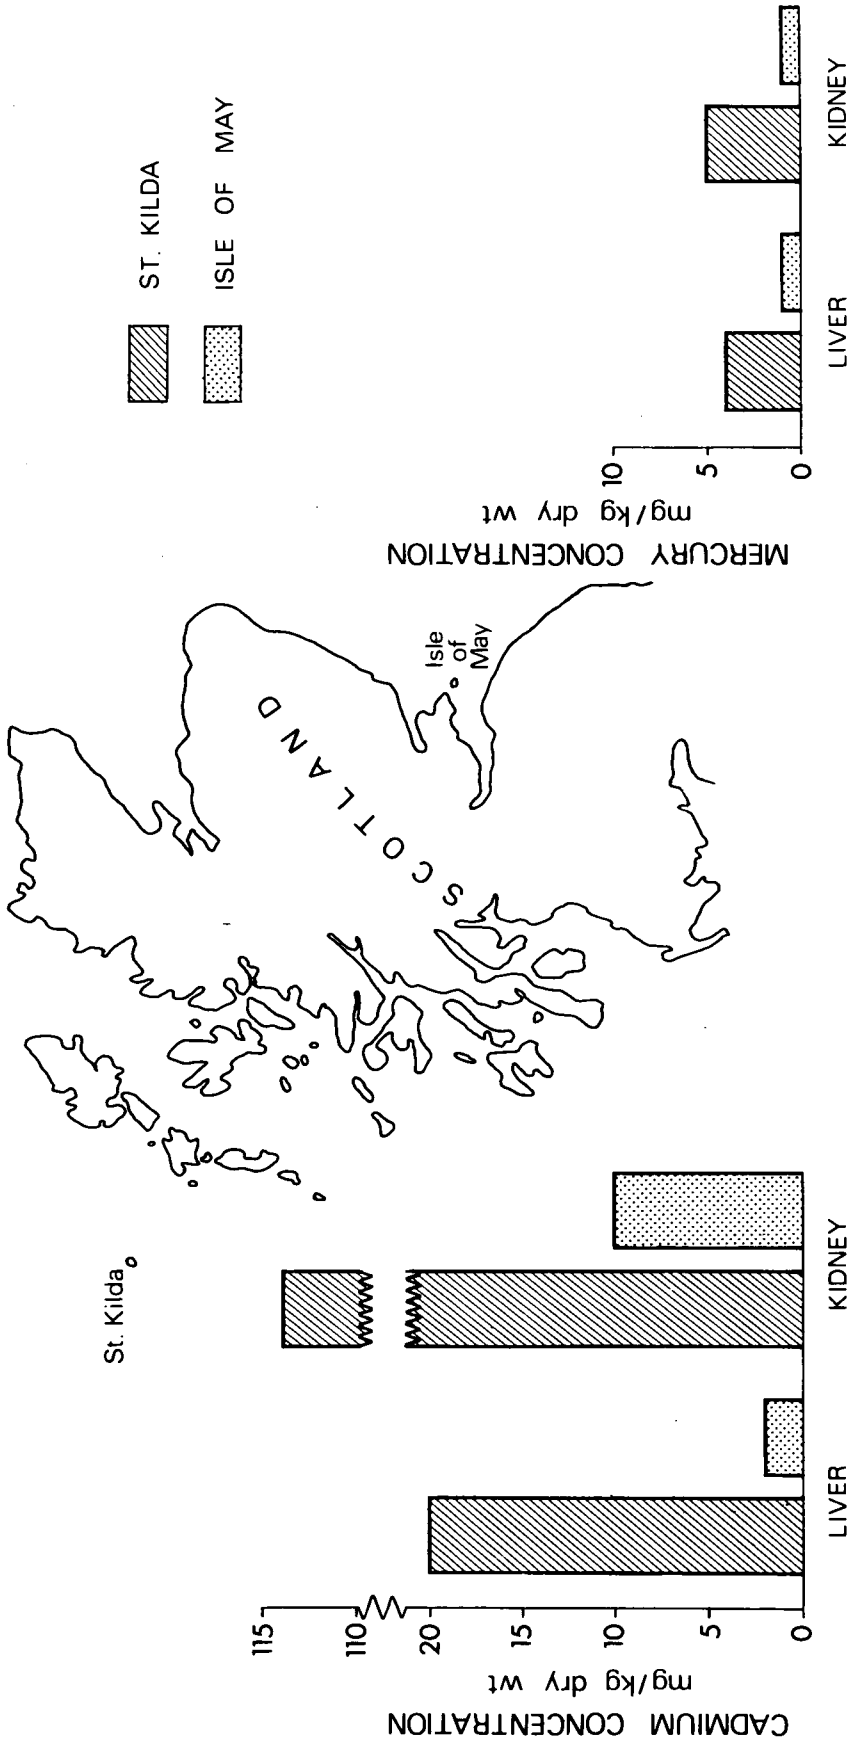 ST. KILDA
ISLE OF MAY
St. Kilda
SCOTLAND
Isle
of
May
CADMIUM CONCENTRATION
mg/kg dry wt
115
110
20
15
10
5
0
LIVER
KIDNEY
MERCURY CONCENTRATION
mg/kg dry wt
10
5
0
LIVER
KIDNEY